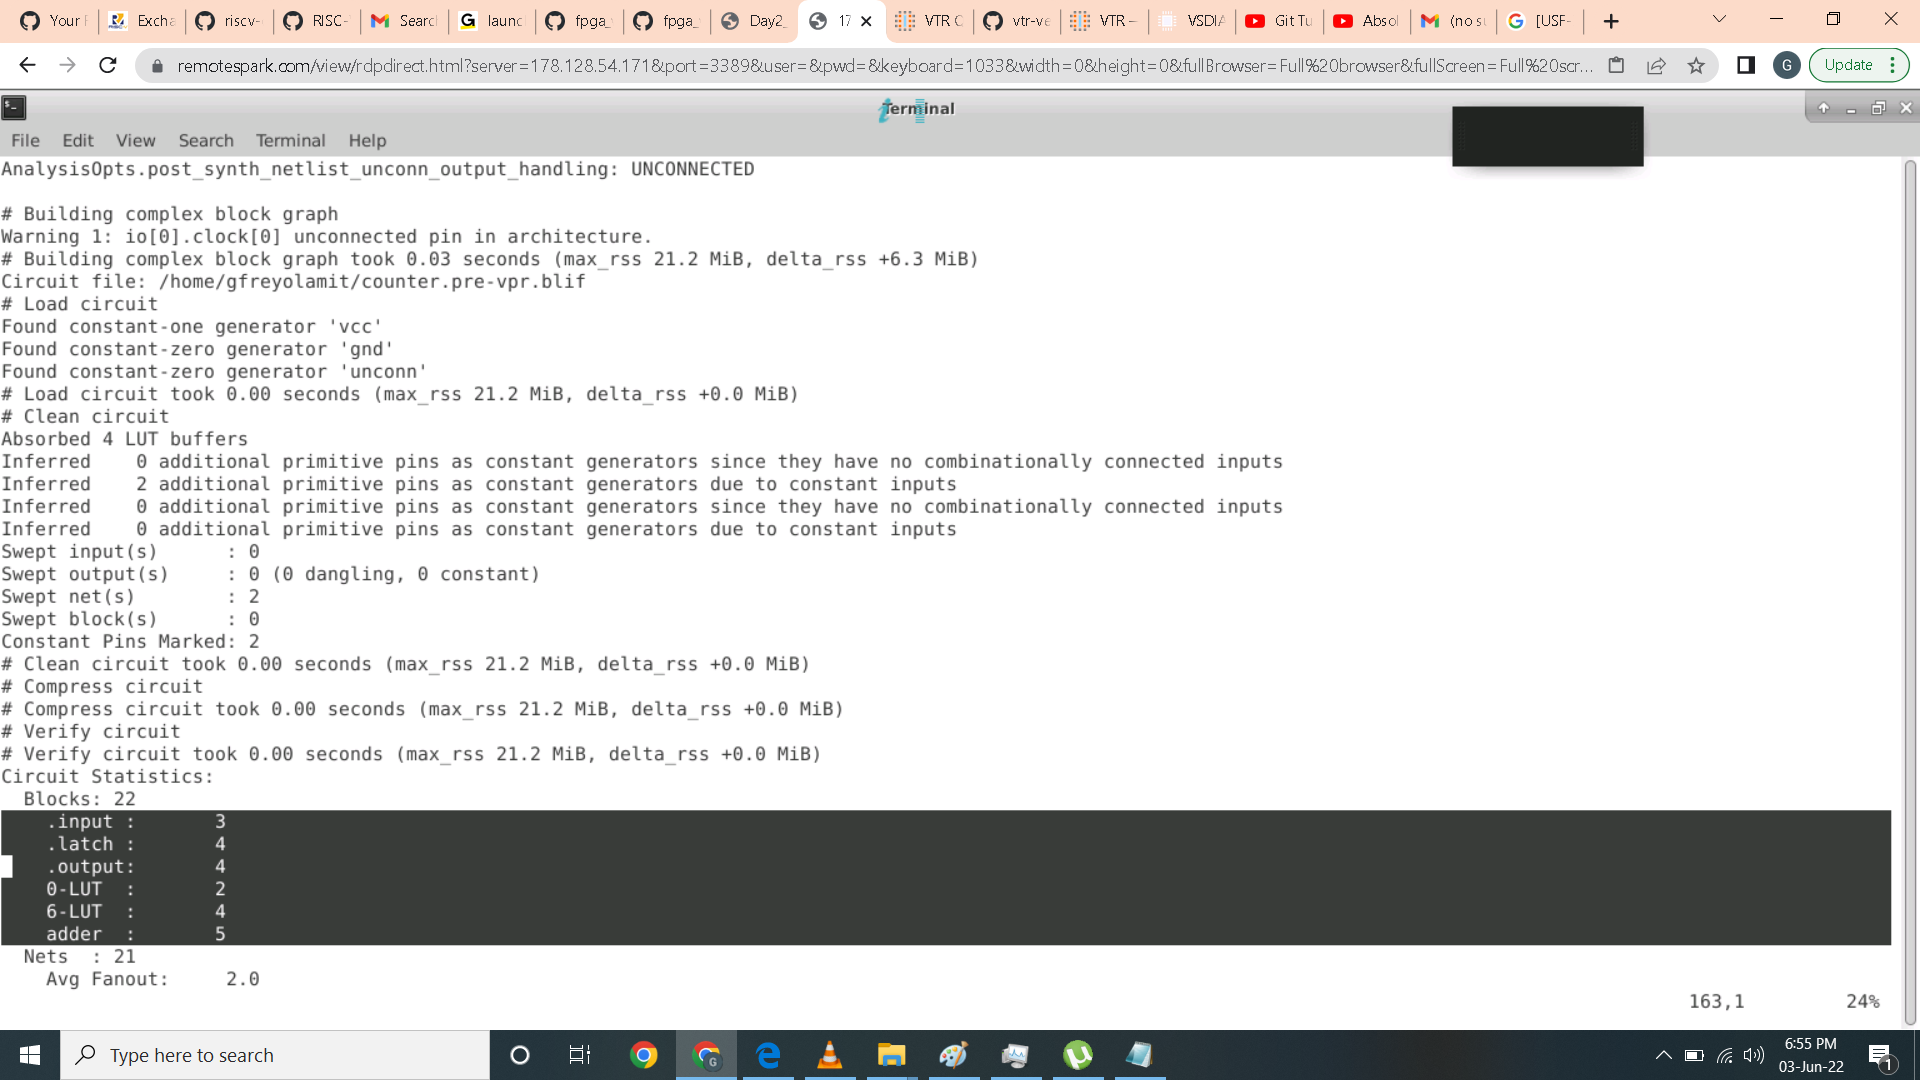 Your F
Excha
riscv-
RISC-
Searc
launc
fpga_
fpga_
Day2_
17
VTR C
vtr-ve
VTR –
VSDIA
Git Tu
Abso
(no su
[USF-
remotespark.com/view/rdpdirect.html?server=178.128.54.171&port=3389&user=&pwd=&keyboard=1033&width=0&height=0&fullBrowser=Full%20browser&fullScreen=Full%20scr...
G
Update
Terminal
File Edit View Search Terminal Help
AnalysisOpts.post_synth_netlist_unconn_output_handling: UNCONNECTED
# Building complex block graph
Warning 1: io[0].clock[0] unconnected pin in architecture.
# Building complex block graph took 0.03 seconds (max_rss 21.2 MiB, delta_rss +6.3 MiB)
Circuit file: /home/gfreyolamit/counter.pre-vpr.blif
# Load circuit
Found constant-one generator 'vcc'
Found constant-zero generator 'gnd'
Found constant-zero generator 'unconn'
# Load circuit took 0.00 seconds (max_rss 21.2 MiB, delta_rss +0.0 MiB)
# Clean circuit
Absorbed 4 LUT buffers
Inferred    0 additional primitive pins as constant generators since they have no combinationally connected inputs
Inferred    2 additional primitive pins as constant generators due to constant inputs
Inferred    0 additional primitive pins as constant generators since they have no combinationally connected inputs
Inferred    0 additional primitive pins as constant generators due to constant inputs
Swept input(s)      : 0
Swept output(s)     : 0 (0 dangling, 0 constant)
Swept net(s)        : 2
Swept block(s)      : 0
Constant Pins Marked: 2
# Clean circuit took 0.00 seconds (max_rss 21.2 MiB, delta_rss +0.0 MiB)
# Compress circuit
# Compress circuit took 0.00 seconds (max_rss 21.2 MiB, delta_rss +0.0 MiB)
# Verify circuit
# Verify circuit took 0.00 seconds (max_rss 21.2 MiB, delta_rss +0.0 MiB)
Circuit Statistics:
  Blocks: 22
    .input :       3
    .latch :       4
    .output:       4
    0-LUT  :       2
    6-LUT  :       4
    adder  :       5
  Nets  : 21
    Avg Fanout:     2.0
163,1 24%
Type here to search
G
6:55 PM
03-Jun-22
1